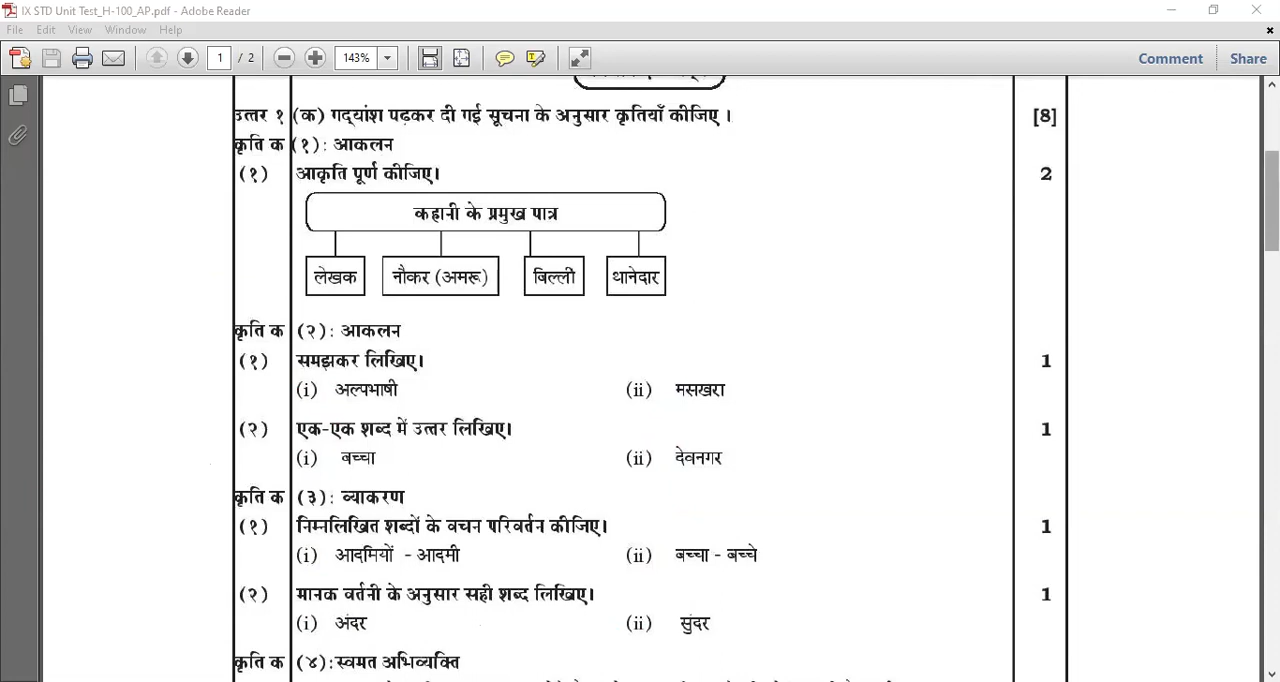 IX STD Unit Test_H-100_AP.pdf - Adobe Reader
File Edit View Window Help
1 / 2 143% Comment Share
उत्तर १ (क) गद्यांश पढ़कर दी गई सूचना के अनुसार कृतियाँ कीजिए । [8]
कृति क (१): आकलन
(१) आकृति पूर्ण कीजिए। 2
कहानी के प्रमुख पात्र
लेखक नौकर (अमरू) बिल्ली थानेदार
कृति क (२): आकलन
(१) समझकर लिखिए। 1
(i) अल्पभाषी (ii) मसखरा
(२) एक-एक शब्द में उत्तर लिखिए। 1
(i) बच्चा (ii) देवनगर
कृति क (३): व्याकरण
(१) निम्नलिखित शब्दों के वचन परिवर्तन कीजिए। 1
(i) आदमियों - आदमी (ii) बच्चा - बच्चे
(२) मानक वर्तनी के अनुसार सही शब्द लिखिए। 1
(i) अंदर (ii) सुंदर
कृति क (४): स्वमत अभिव्यक्ति